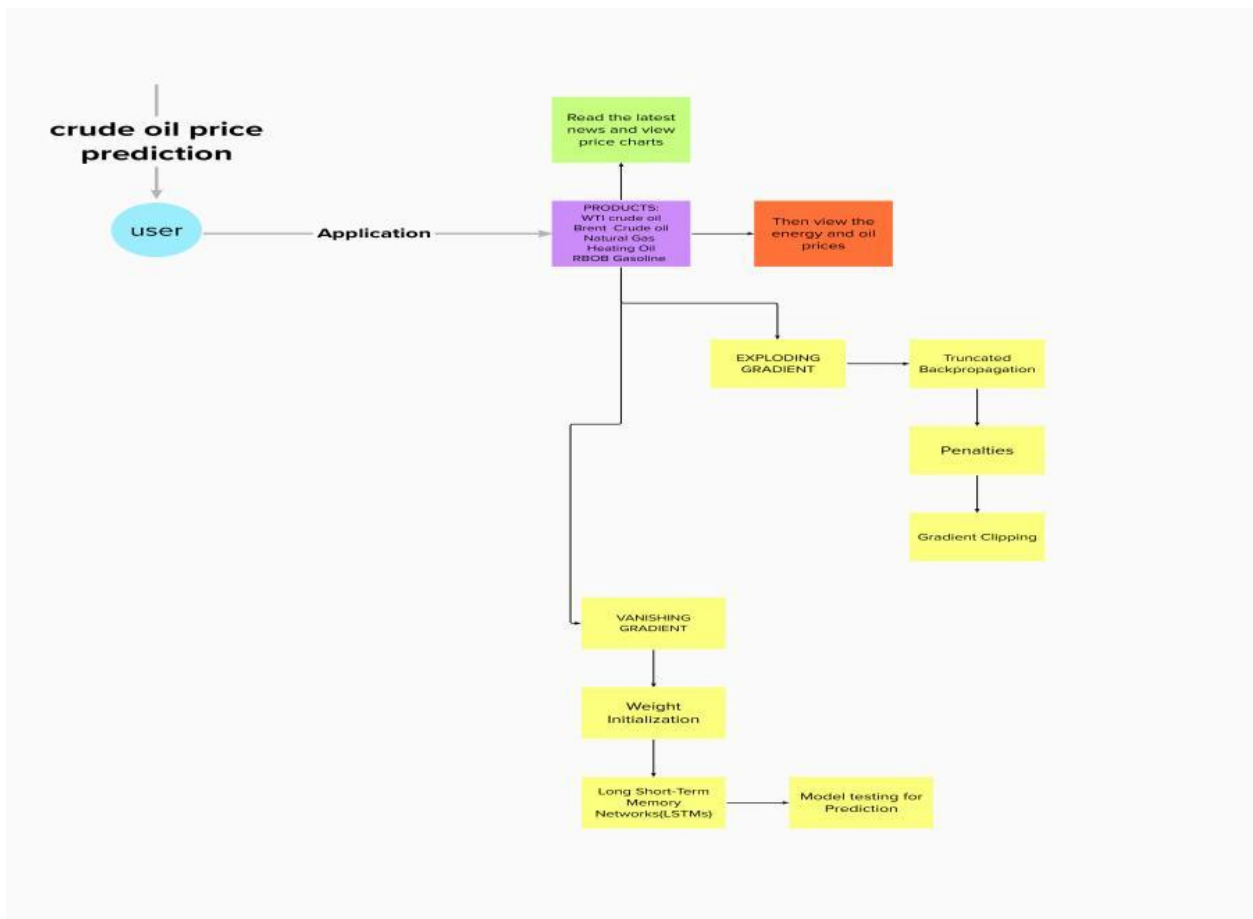 Read the latest
news and view
price charts
crude oil price
prediction
user
Application
PRODUCTS:
WTI crude oil
Brent Crude oil
Natural Gas
Heating Oil
RBOB Gasoline
Then view the
energy and oil
prices
EXPLODING
GRADIENT
Truncated
Backpropagation
Penalties
Gradient Clipping
VANISHING
GRADIENT
Weight
Initialization
Long Short-Term
Memory
Networks(LSTMs)
Model testing for
Prediction